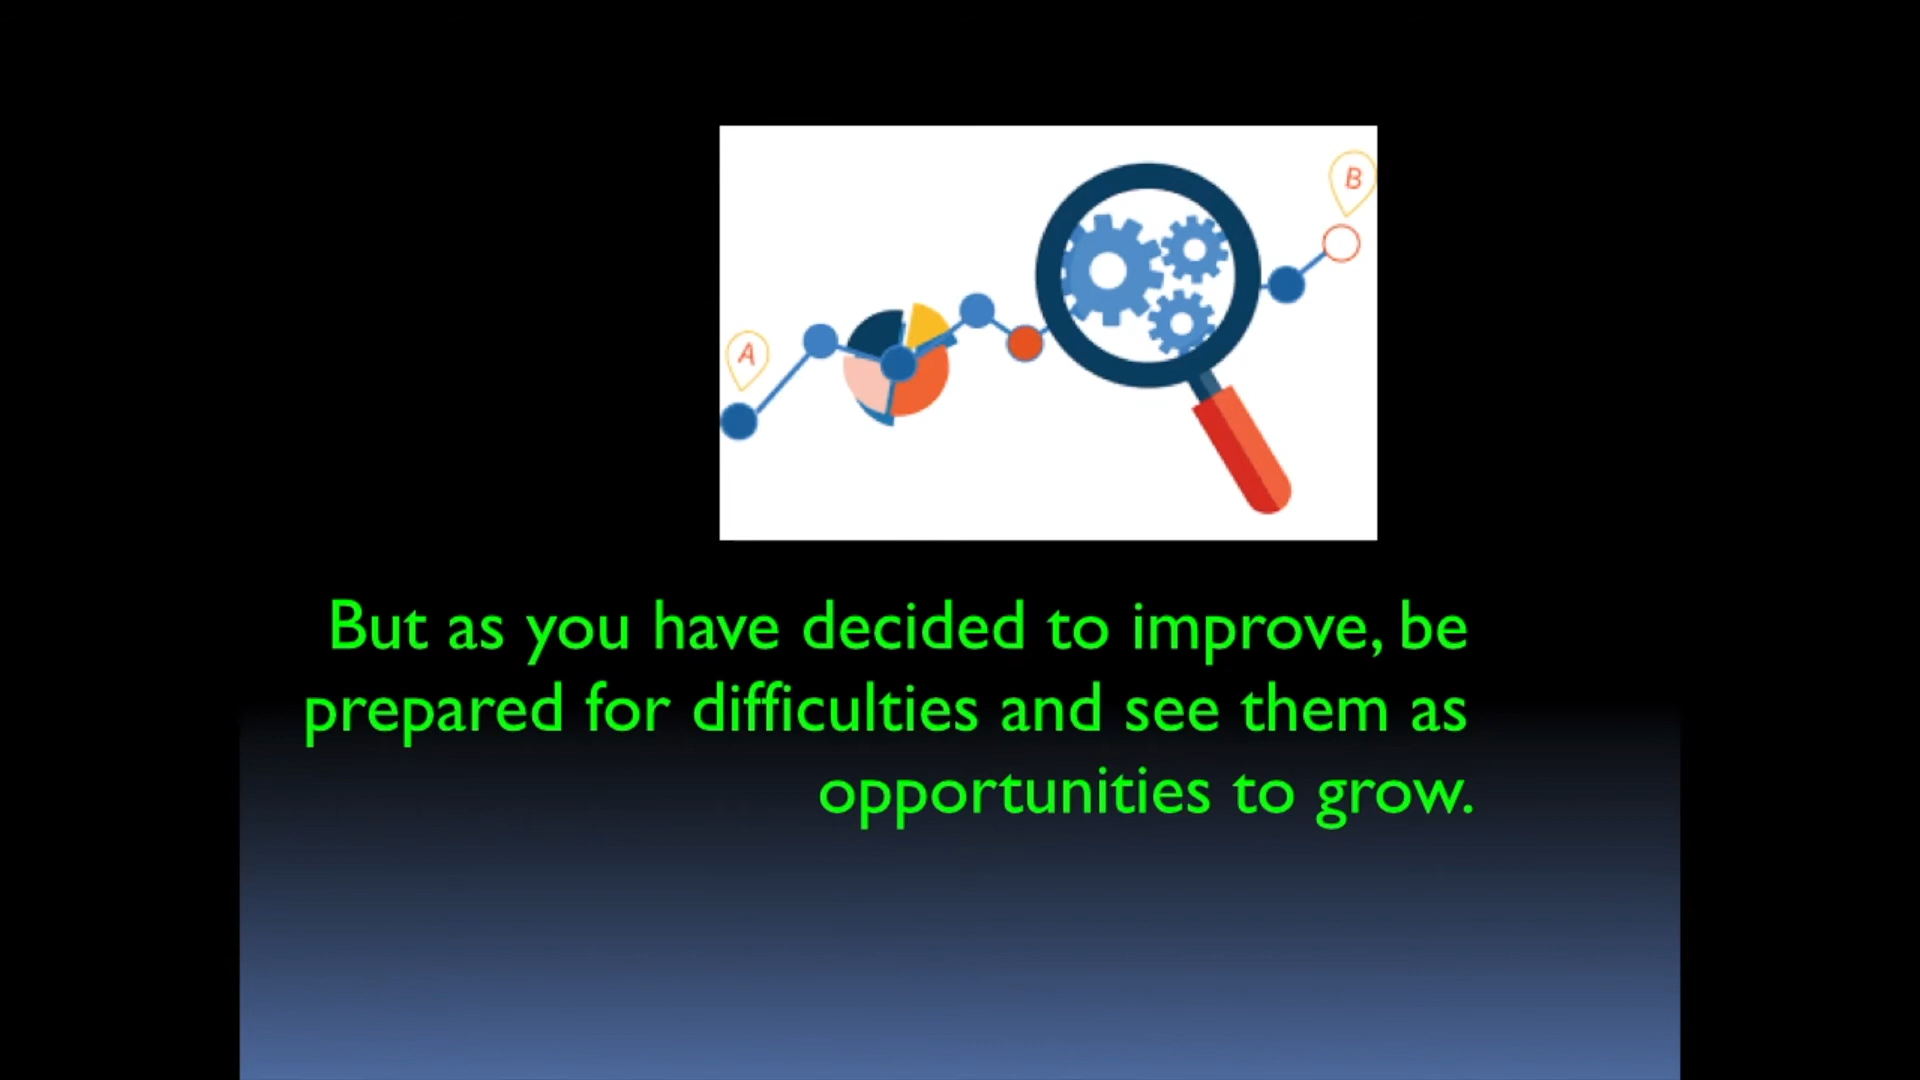 A
B
But as you have decided to improve, be
prepared for difficulties and see them as
opportunities to grow.